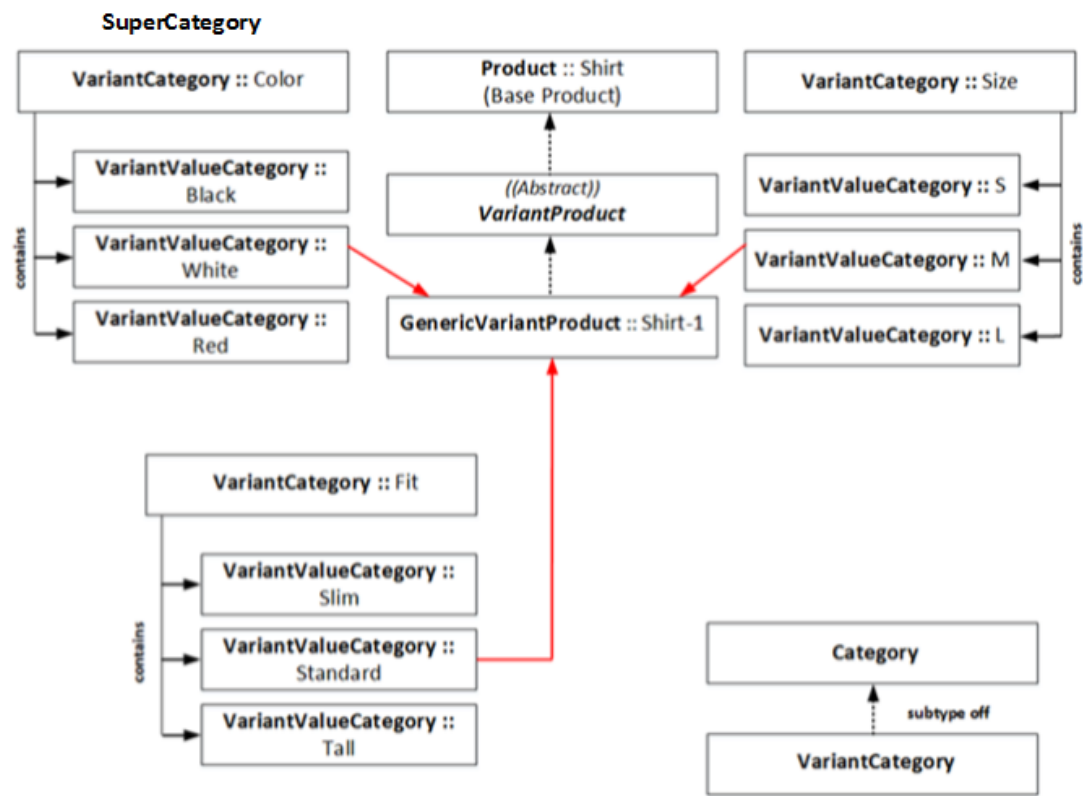 SuperCategory
VariantCategory :: Color
contains
VariantValueCategory ::
Black
VariantValueCategory ::
White
VariantValueCategory ::
Red
Product :: Shirt
(Base Product)
((Abstract))
VariantProduct
GenericVariantProduct :: Shirt-1
VariantCategory :: Size
VariantValueCategory :: S
VariantValueCategory :: M
VariantValueCategory :: L
contains
VariantCategory :: Fit
contains
VariantValueCategory ::
Slim
VariantValueCategory ::
Standard
VariantValueCategory ::
Tall
Category
subtype off
VariantCategory